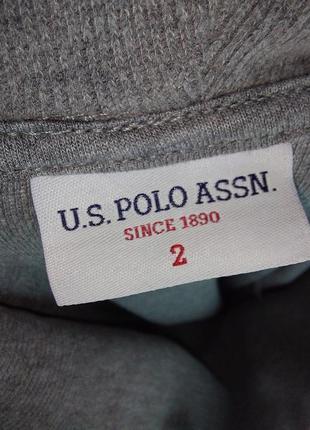 U.S. POLO ASSN.
SINCE 1890
2